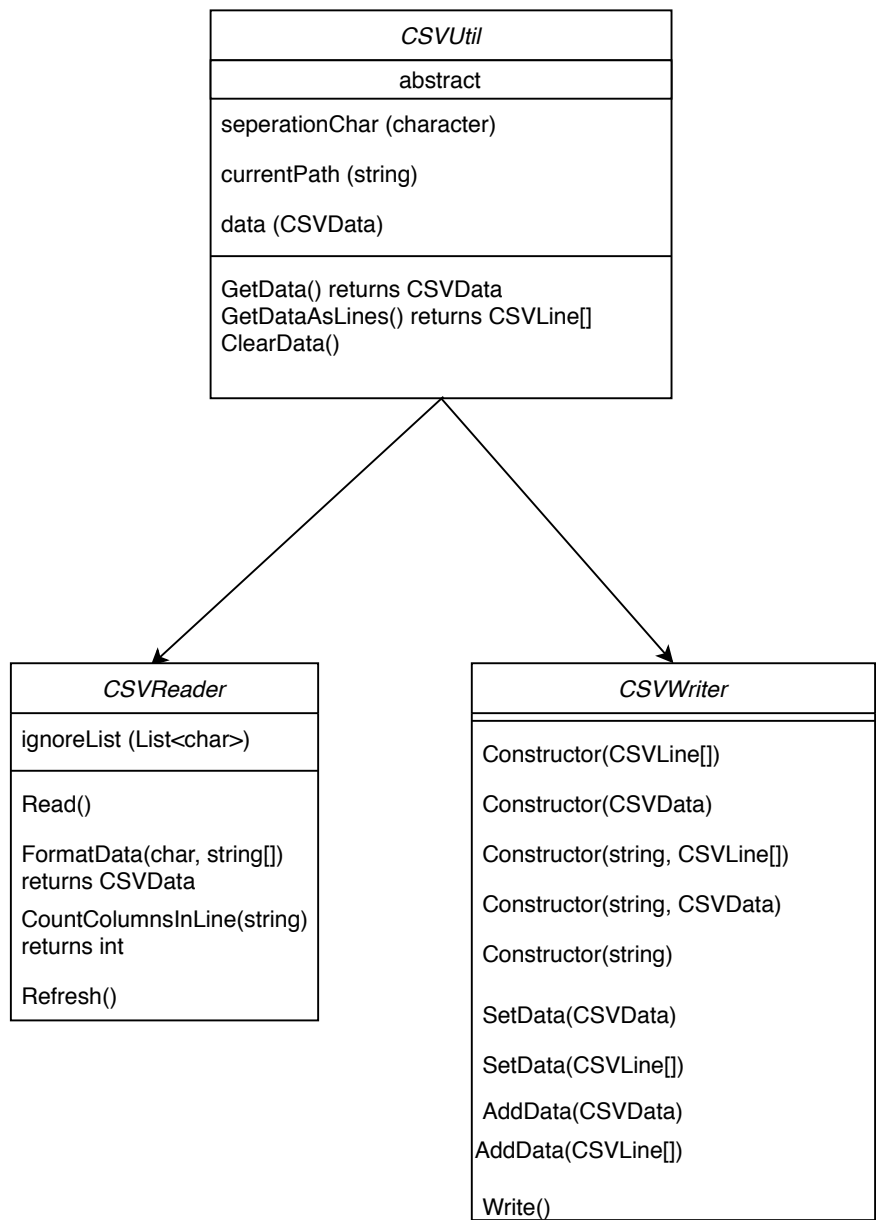 CSVUtil
abstract
seperationChar (character)
currentPath (string)
data (CSVData)
GetData() returns CSVData
GetDataAsLines() returns CSVLine[]
ClearData()
CSVReader
ignoreList (List<char>)
Read()
FormatData(char, string[])
returns CSVData
CountColumnsInLine(string)
returns int
Refresh()
CSVWriter
Constructor(CSVLine[])
Constructor(CSVData)
Constructor(string, CSVLine[])
Constructor(string, CSVData)
Constructor(string)
SetData(CSVData)
SetData(CSVLine[])
AddData(CSVData)
AddData(CSVLine[])
Write()